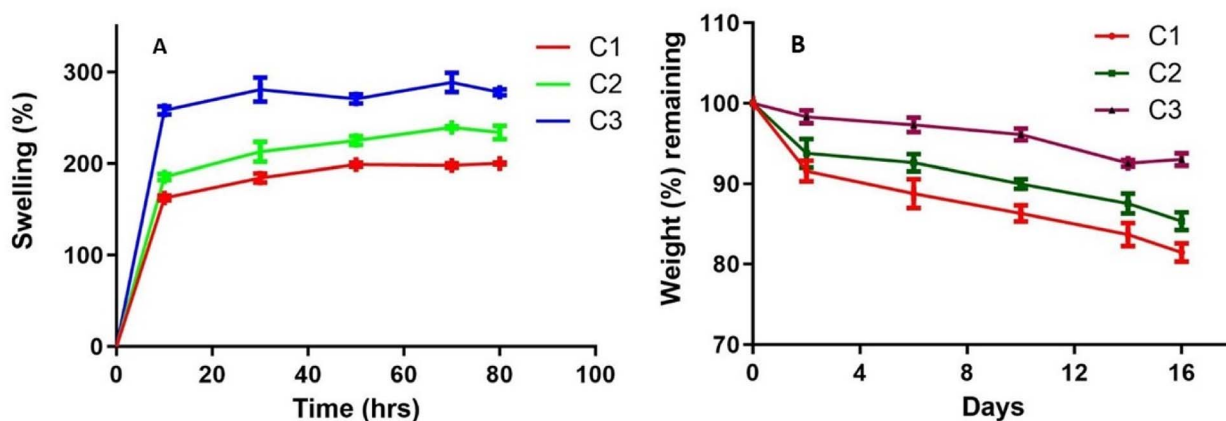 A
C1
C2
C3
Swelling (%)
300
200
100
0
0 20 40 60 80 100
Time (hrs)
B
C1
C2
C3
Weight (%) remaining
110
100
90
80
70
0 4 8 12 16
Days